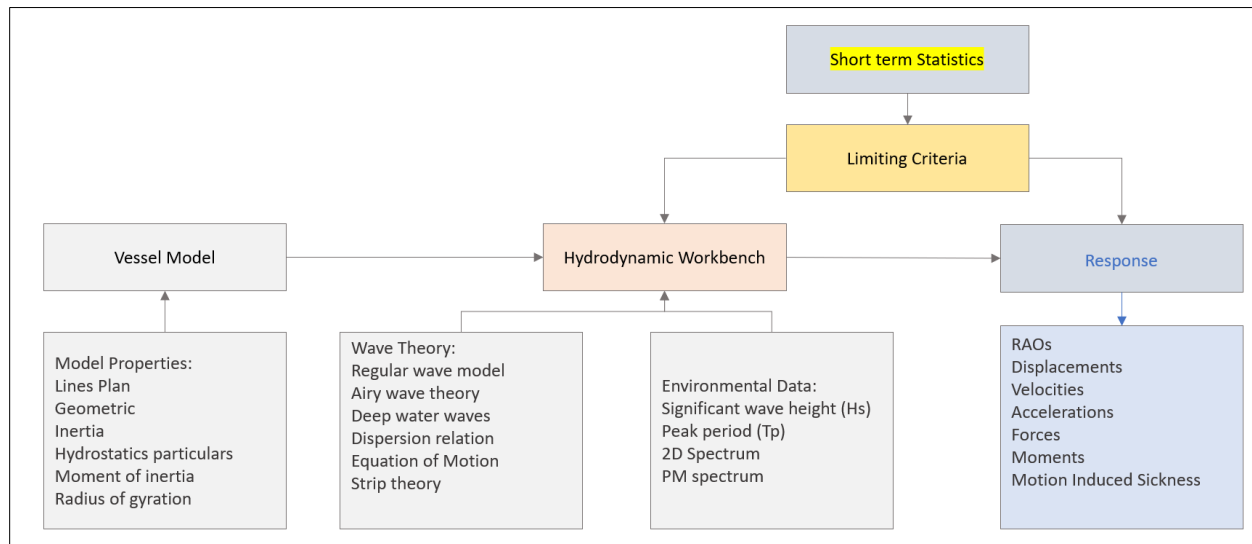 Short term Statistics
Limiting Criteria
Vessel Model
Hydrodynamic Workbench
Response
Model Properties:
Lines Plan
Geometric
Inertia
Hydrostatics particulars
Moment of inertia
Radius of gyration
Wave Theory:
Regular wave model
Airy wave theory
Deep water waves
Dispersion relation
Equation of Motion
Strip theory
Environmental Data:
Significant wave height (Hs)
Peak period (Tp)
2D Spectrum
PM spectrum
RAOs
Displacements
Velocities
Accelerations
Forces
Moments
Motion Induced Sickness